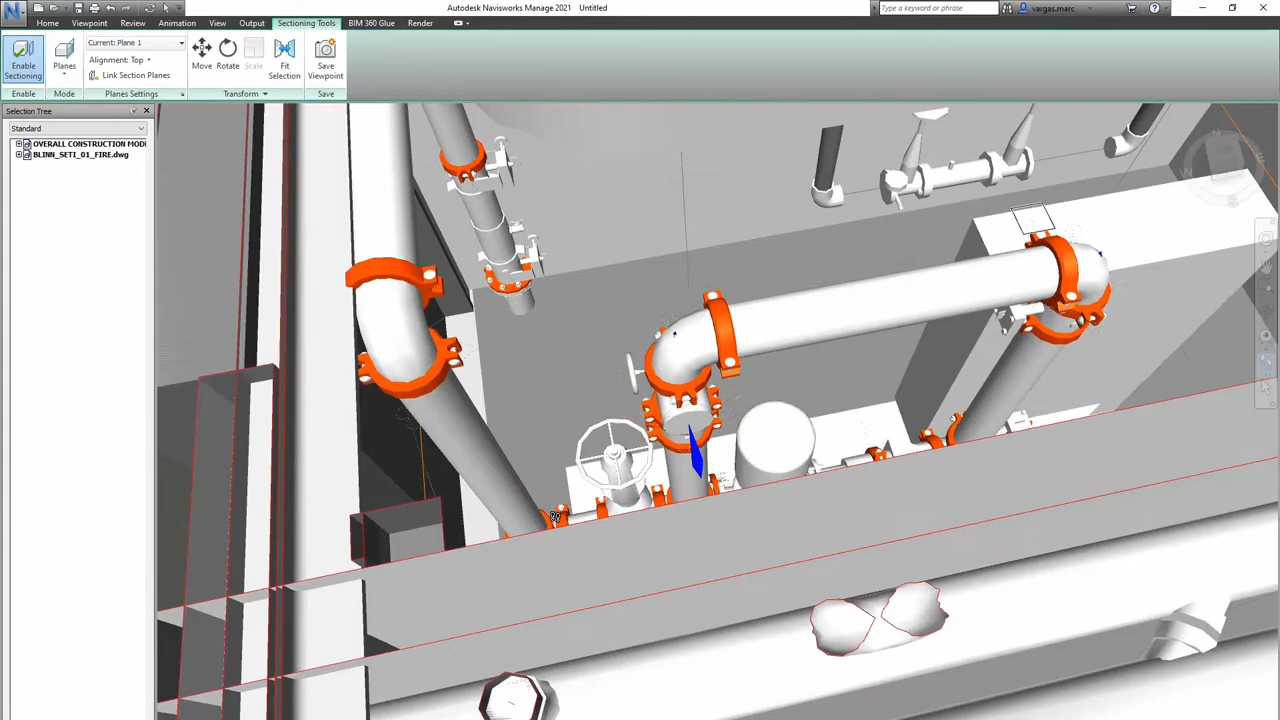 Autodesk Navisworks Manage 2021 Untitled
Type a keyword or phrase
vargas.marc
Home Viewpoint Review Animation View Output Sectioning Tools BIM 360 Glue Render
Enable Sectioning
Planes
Current: Plane 1
Alignment: Top
Link Section Planes
Move Rotate Scale Fit Selection
Save Viewpoint
Enable Mode Planes Settings Transform Save
Selection Tree
Standard
OVERALL CONSTRUCTION MODE
BLINN_SETI_01_FIRE.dwg